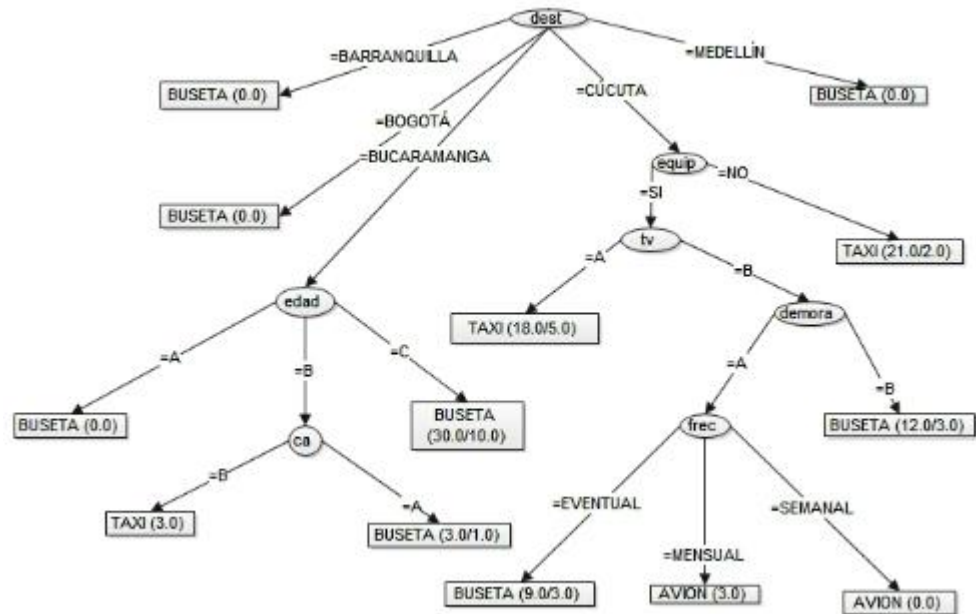 dest
=BARRANQUILLA
=MEDELLÍN
BUSETA (0.0)
=CÚCUTA
BUSETA (0.0)
=BOGOTÁ
=BUCARAMANGA
equip
=SI
=NO
BUSETA (0.0)
tv
TAXI (21.0/2.0)
=A
=B
edad
demora
TAXI (18.0/5.0)
=A
=B
=C
=A
=B
BUSETA (0.0)
BUSETA
(30.0/10.0)
BUSETA (12.0/3.0)
ca
frec
=B
=A
=EVENTUAL
=SEMANAL
TAXI (3.0)
BUSETA (3.0/1.0)
=MENSUAL
BUSETA (9.0/3.0)
AVION (3.0)
AVION (0.0)